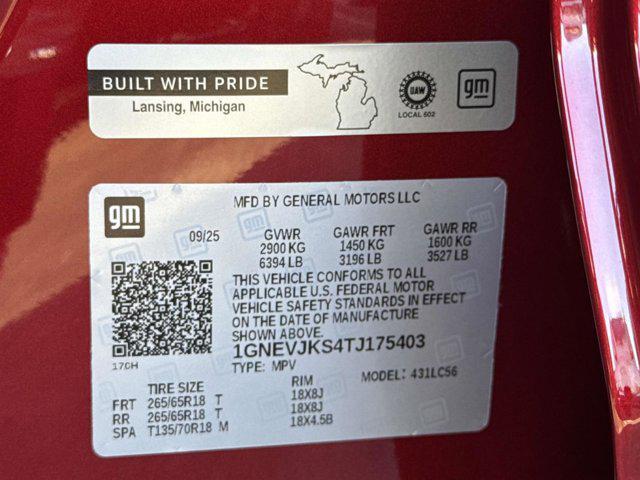 BUILT WITH PRIDE
Lansing, Michigan
UAW
LOCAL 602
gm
gm
MFD BY GENERAL MOTORS LLC
09/25 GVWR GAWR FRT GAWR RR
2900 KG 1450 KG 1600 KG
6394 LB 3196 LB 3527 LB
THIS VEHICLE CONFORMS TO ALL
APPLICABLE U.S. FEDERAL MOTOR
VEHICLE SAFETY STANDARDS IN EFFECT
ON THE DATE OF MANUFACTURE
SHOWN ABOVE.
1GNEVJKS4TJ175403
TYPE: MPV MODEL: 431LC56
17CH
TIRE SIZE RIM
FRT 265/65R18 T 18X8J
RR 265/65R18 T 18X8J
SPA T135/70R18 M 18X4.5B